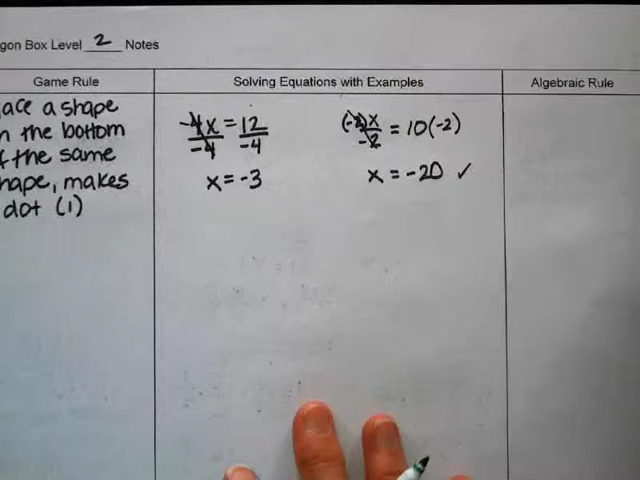 gon Box Level 2 Notes
Game Rule
Solving Equations with Examples
Algebraic Rule
ace a shape
n the bottom
f the same
hape, makes
dot (1)
-4x = 12
-4 -4
x = -3
(-2) x = 10(-2)
-2
x = -20 ✓